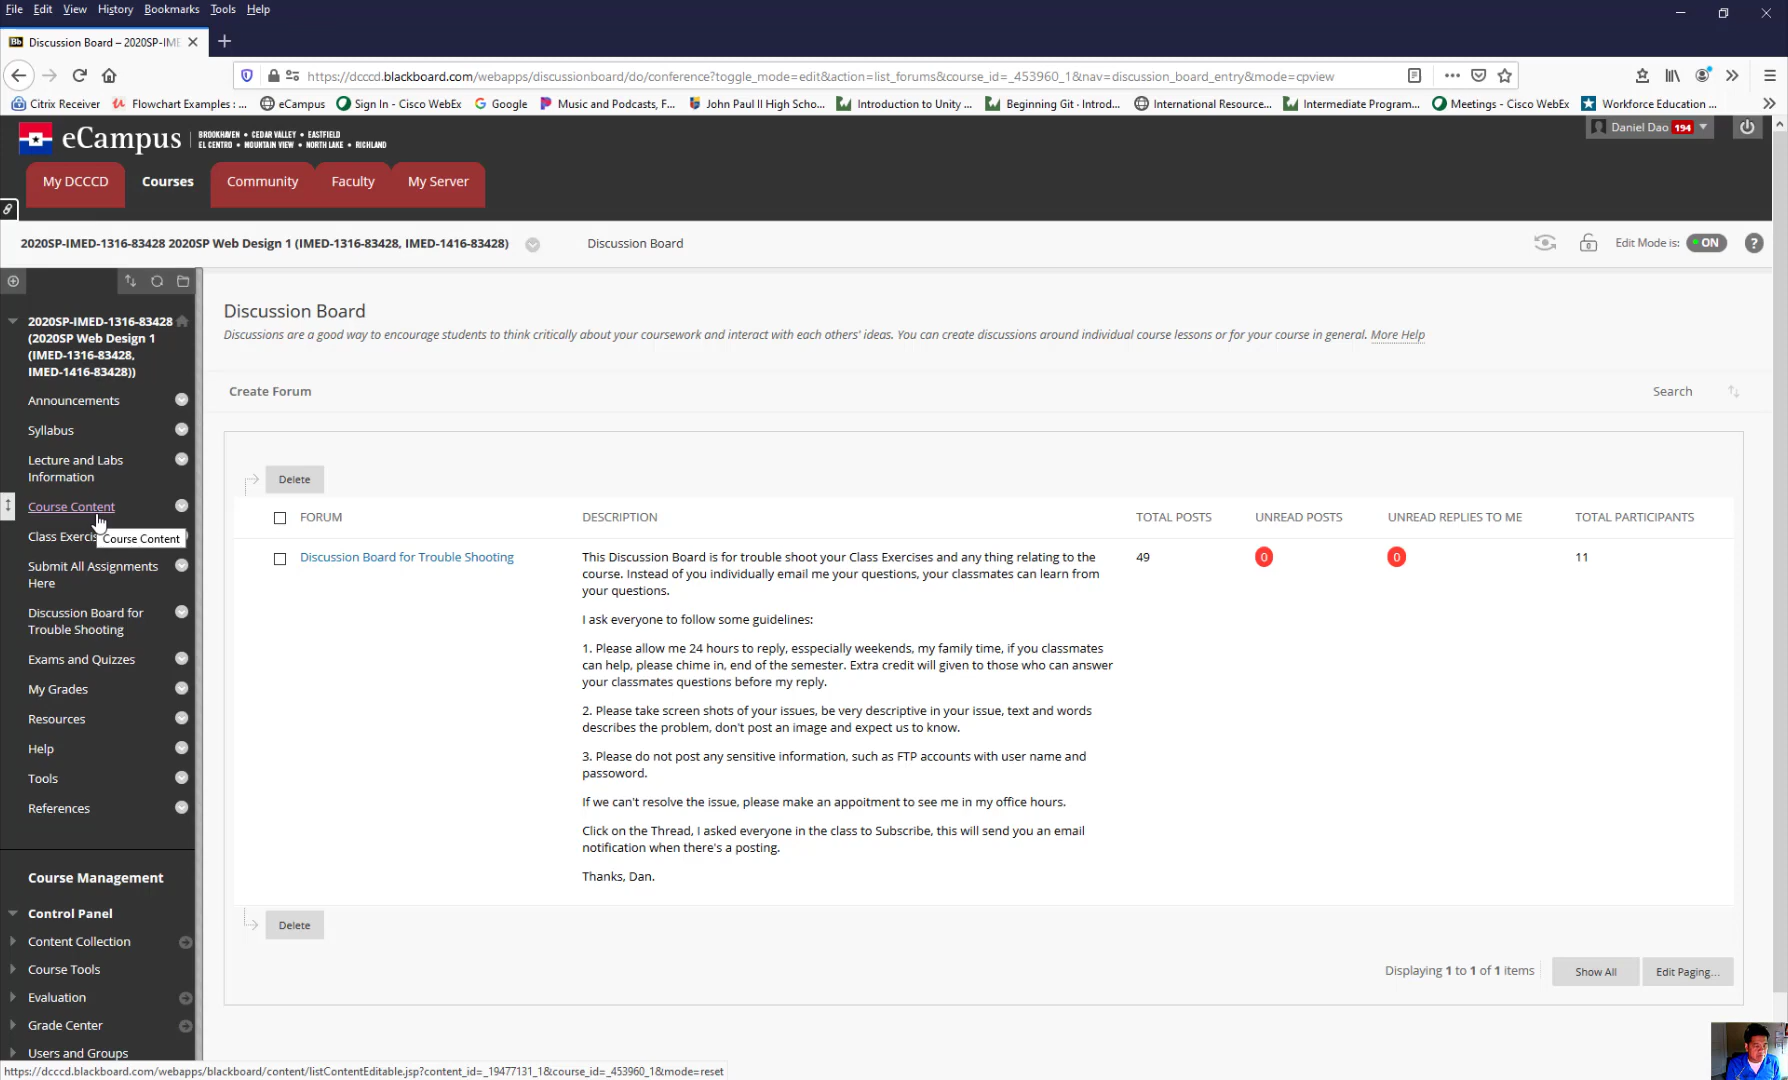 File Edit View History Bookmarks Tools Help
Bb Discussion Board – 2020SP-IME
https://dcccd.blackboard.com/webapps/discussionboard/do/conference?toggle_mode=edit&action=list_forums&course_id=_453960_1&nav=discussion_board_entry&mode=cpview
Citrix Receiver Flowchart Examples : ... eCampus Sign In - Cisco WebEx Google Music and Podcasts, F... John Paul II High Scho... Introduction to Unity ... Beginning Git - Introd... International Resource... Intermediate Program... Meetings - Cisco WebEx Workforce Education ...
eCampus
BROOKHAVEN • CEDAR VALLEY • EASTFIELD
EL CENTRO • MOUNTAIN VIEW • NORTH LAKE • RICHLAND
Daniel Dao 194
My DCCCD Courses Community Faculty My Server
2020SP-IMED-1316-83428 2020SP Web Design 1 (IMED-1316-83428, IMED-1416-83428) Discussion Board
Edit Mode is: ON ?
2020SP-IMED-1316-83428
(2020SP Web Design 1
(IMED-1316-83428,
IMED-1416-83428))
Announcements
Syllabus
Lecture and Labs
Information
Course Content
Class Exercis
Course Content
Submit All Assignments
Here
Discussion Board for
Trouble Shooting
Exams and Quizzes
My Grades
Resources
Help
Tools
References
Course Management
Control Panel
Content Collection
Course Tools
Evaluation
Grade Center
Users and Groups
Discussion Board
Discussions are a good way to encourage students to think critically about your coursework and interact with each others' ideas. You can create discussions around individual course lessons or for your course in general. More Help
Create Forum
Search
Delete
FORUM DESCRIPTION TOTAL POSTS UNREAD POSTS UNREAD REPLIES TO ME TOTAL PARTICIPANTS
Discussion Board for Trouble Shooting
This Discussion Board is for trouble shoot your Class Exercises and any thing relating to the
course. Instead of you individually email me your questions, your classmates can learn from
your questions.
I ask everyone to follow some guidelines:
1. Please allow me 24 hours to reply, esspecially weekends, my family time, if you classmates
can help, please chime in, end of the semester. Extra credit will given to those who can answer
your classmates questions before my reply.
2. Please take screen shots of your issues, be very descriptive in your issue, text and words
describes the problem, don't post an image and expect us to know.
3. Please do not post any sensitive information, such as FTP accounts with user name and
passoword.
If we can't resolve the issue, please make an appoitment to see me in my office hours.
Click on the Thread, I asked everyone in the class to Subscribe, this will send you an email
notification when there's a posting.
Thanks, Dan.
49 0 0 11
Delete
Displaying 1 to 1 of 1 items Show All Edit Paging...
https://dcccd.blackboard.com/webapps/blackboard/content/listContentEditable.jsp?content_id=_19477131_1&course_id=_453960_1&mode=reset